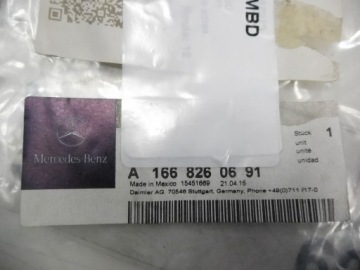 MBD
Mercedes-Benz
Stück 1
unit
unité
unidad
A 166 826 06 91
Made in Mexico 15451669 21.04.15
Daimler AG, 70546 Stuttgart, Germany, Phone +49(0)711 /17-0